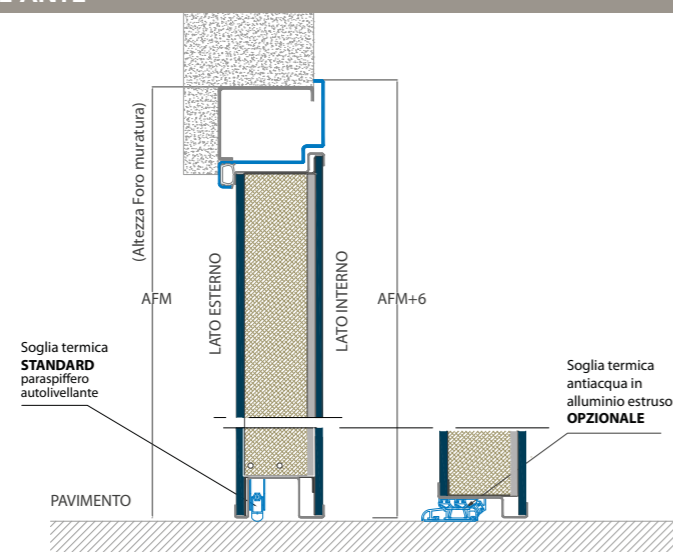 (Altezza Foro muratura)
AFM
LATO ESTERNO
LATO INTERNO
AFM+6
Soglia termica
STANDARD
paraspiffero
autolivellante
Soglia termica
antiacqua in
alluminio estruso
OPZIONALE
PAVIMENTO